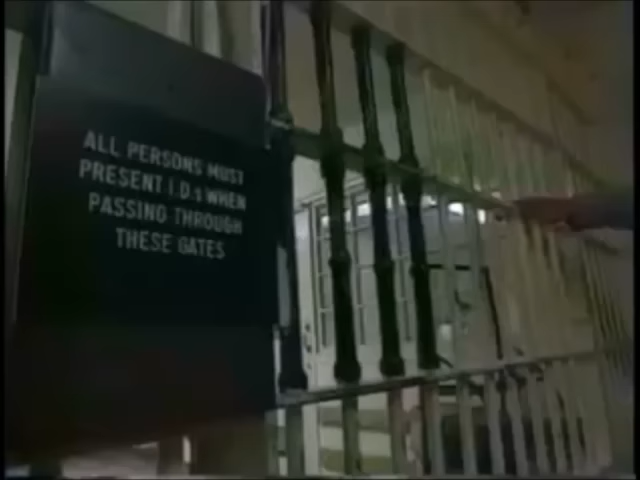 ALL PERSONS MUST
PRESENT I.D.s WHEN
PASSING THROUGH
THESE GATES